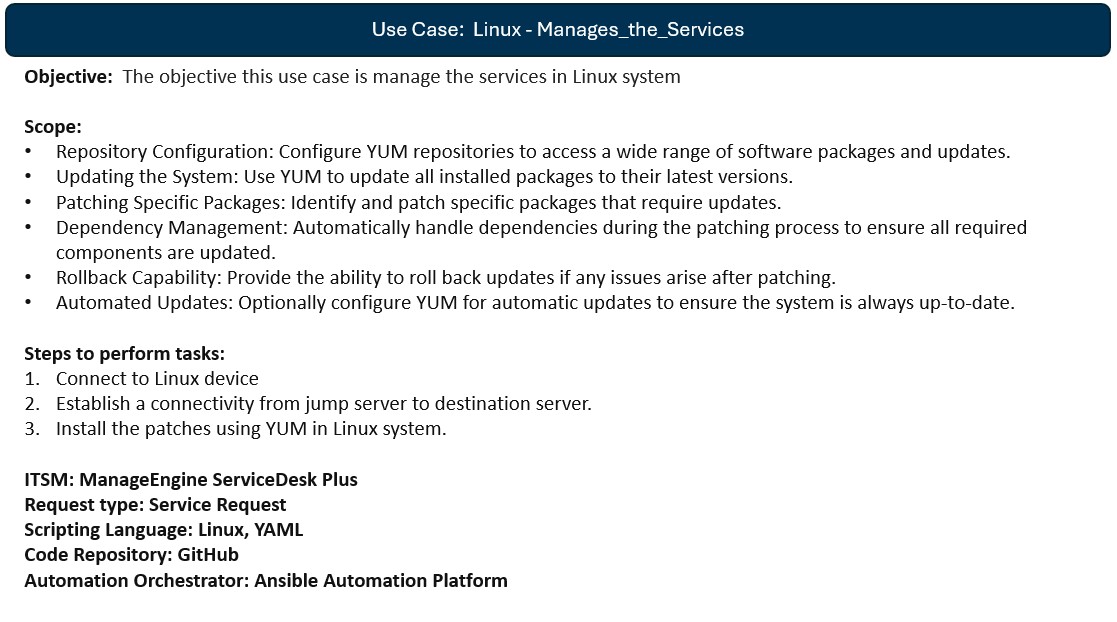 Use Case:  Linux - Manages_the_Services
Objective:  The objective this use case is manage the services in Linux system
Scope:
• Repository Configuration: Configure YUM repositories to access a wide range of software packages and updates.
• Updating the System: Use YUM to update all installed packages to their latest versions.
• Patching Specific Packages: Identify and patch specific packages that require updates.
• Dependency Management: Automatically handle dependencies during the patching process to ensure all required
components are updated.
• Rollback Capability: Provide the ability to roll back updates if any issues arise after patching.
• Automated Updates: Optionally configure YUM for automatic updates to ensure the system is always up-to-date.
Steps to perform tasks:
1. Connect to Linux device
2. Establish a connectivity from jump server to destination server.
3. Install the patches using YUM in Linux system.
ITSM: ManageEngine ServiceDesk Plus
Request type: Service Request
Scripting Language: Linux, YAML
Code Repository: GitHub
Automation Orchestrator: Ansible Automation Platform